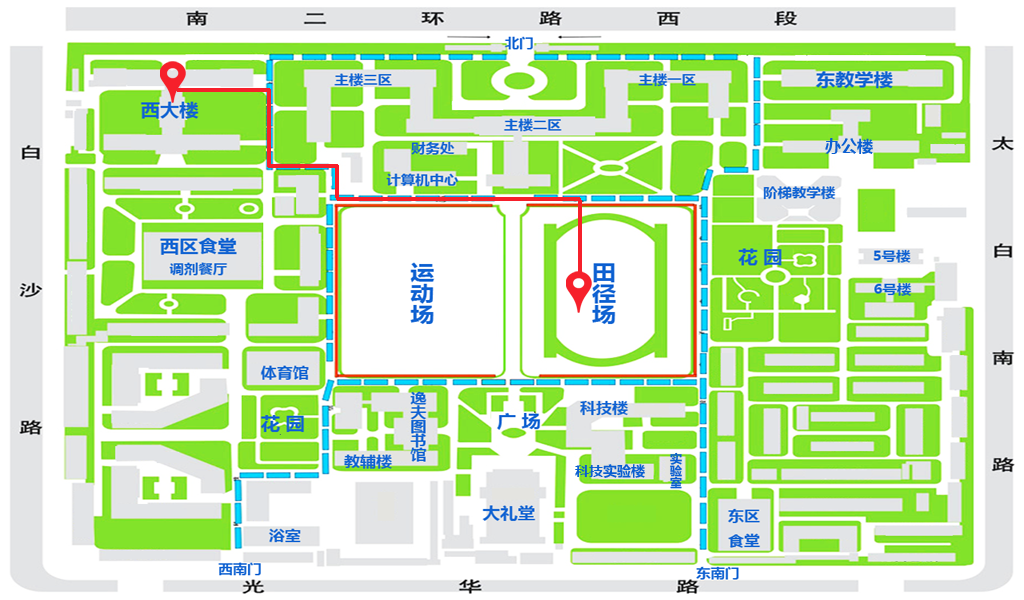 南二环路西段
北门
主楼三区
主楼一区
东教学楼
西大楼
主楼二区
办公楼
财务处
计算机中心
阶梯教学楼
白沙路
太白南路
西区食堂
调剂餐厅
运动场
田径场
花园
5号楼
6号楼
体育馆
花园
逸夫图书馆
教辅楼
广场
科技楼
科技实验楼
实验室
大礼堂
东区
食堂
浴室
西南门
东南门
光华路